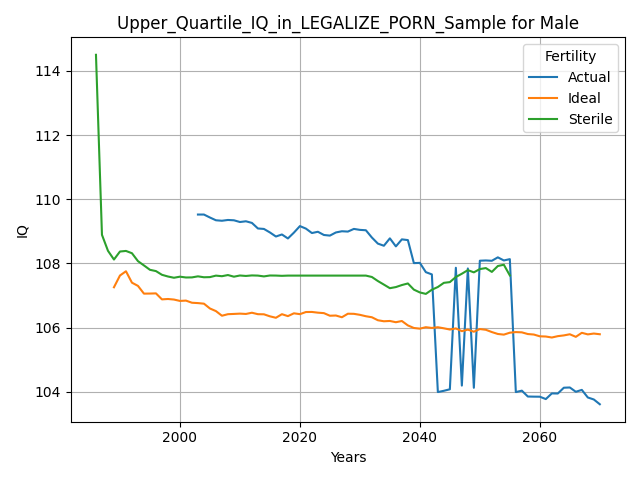 Upper_Quartile_IQ_in_LEGALIZE_PORN_Sample for Male
Fertility
Actual
Ideal
Sterile
IQ
114
112
110
108
106
104
2000
2020
2040
2060
Years